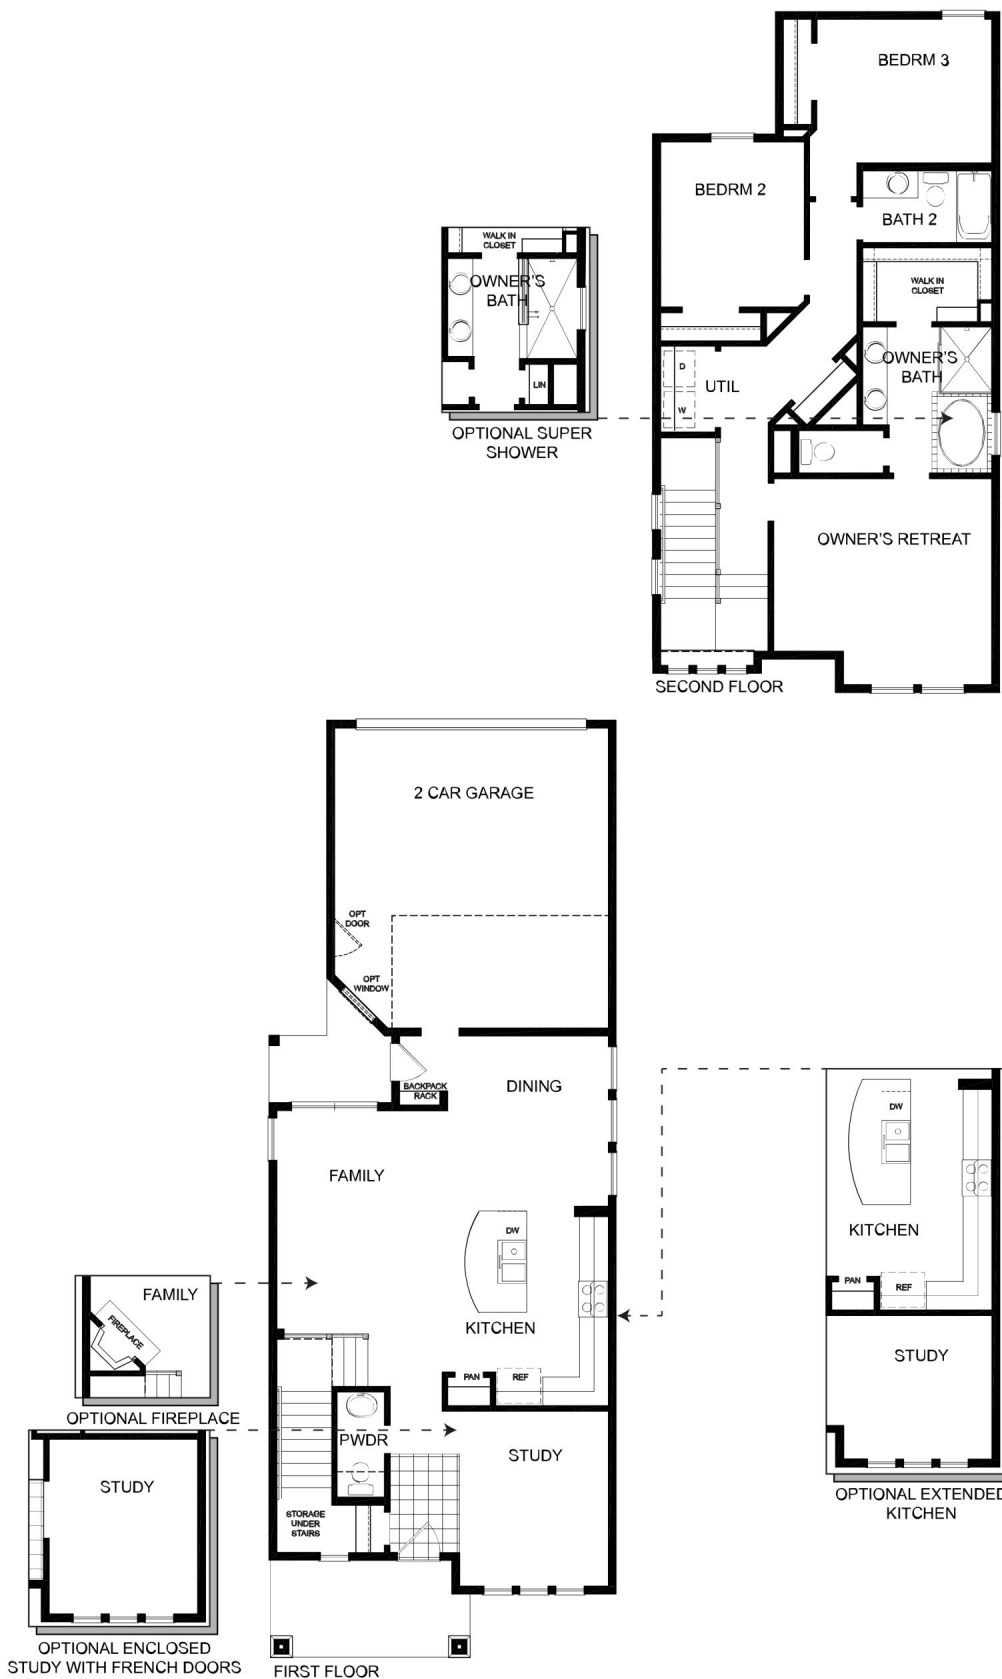 BEDRM 3
BEDRM 2
BATH 2
WALK IN
CLOSET
OWNER'S
BATH
LIN
OPTIONAL SUPER
SHOWER
WALK IN
CLOSET
OWNER'S
BATH
D
UTIL
W
OWNER'S RETREAT
SECOND FLOOR
2 CAR GARAGE
OPT
DOOR
OPT
WINDOW
BACKPACK
RACK
DINING
FAMILY
DW
KITCHEN
PAN
REF
PWDR
STUDY
STORAGE
UNDER
STAIRS
FIRST FLOOR
FAMILY
FIREPLACE
OPTIONAL FIREPLACE
STUDY
OPTIONAL ENCLOSED
STUDY WITH FRENCH DOORS
DW
KITCHEN
PAN
REF
STUDY
OPTIONAL EXTENDED
KITCHEN